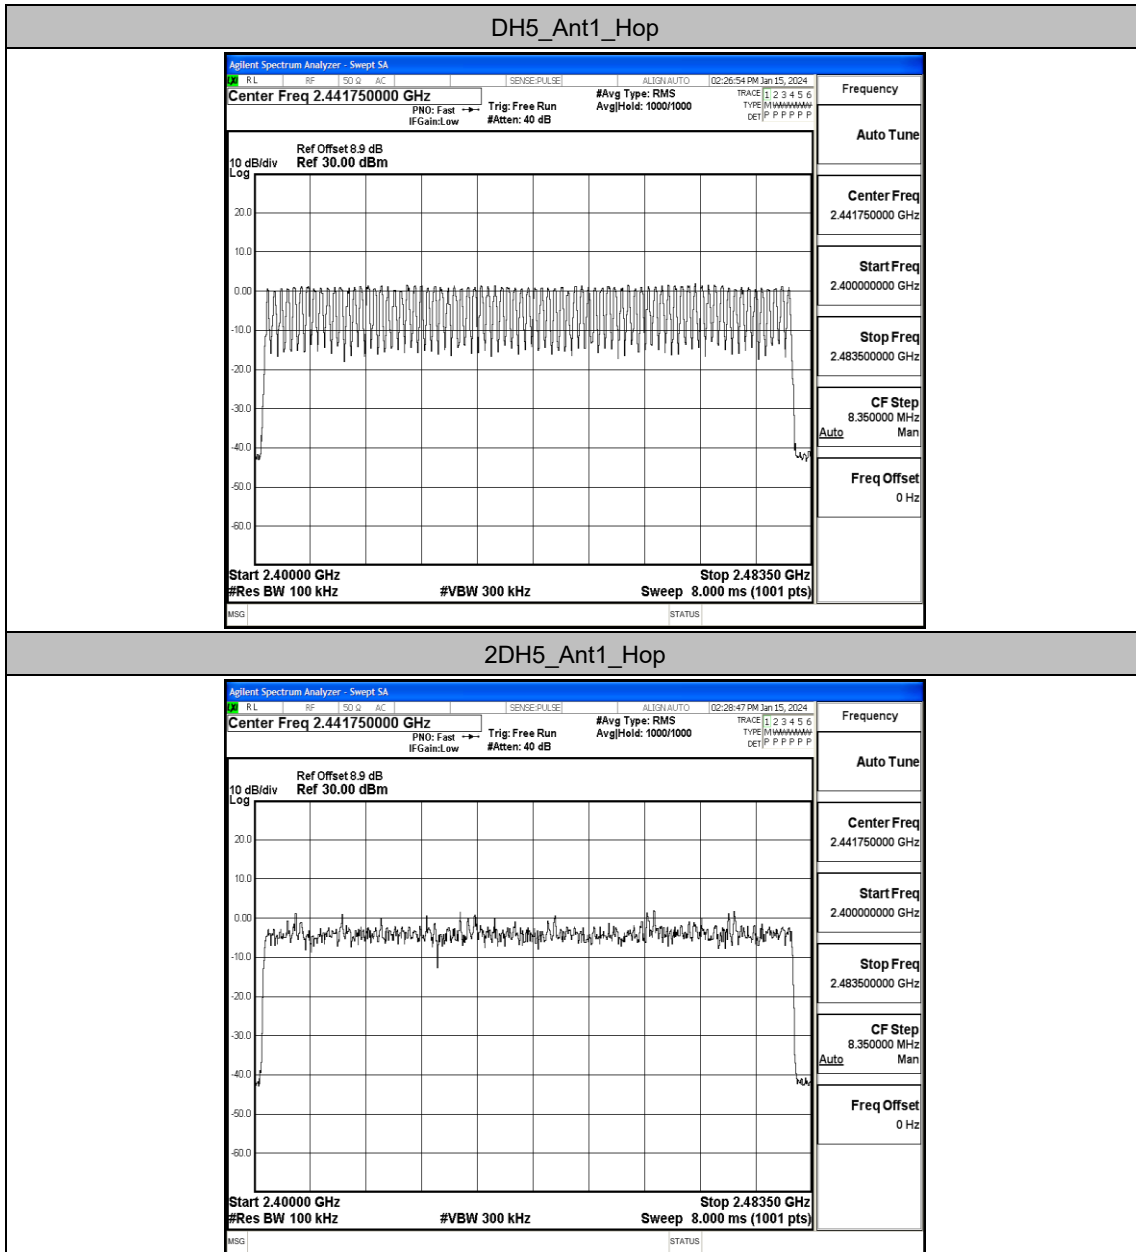 DH5_Ant1_Hop
Agilent Spectrum Analyzer - Swept SA
RL RF 50 Ω AC SENSE:PULSE ALIGNAUTO 02:26:54 PM Jan 15, 2024
Center Freq 2.441750000 GHz
PNO: Fast
IFGain:Low
Trig: Free Run
#Atten: 40 dB
#Avg Type: RMS
Avg|Hold: 1000/1000
TRACE 1 2 3 4 5 6
TYPE M WWWWW
DET P P P P P P
Ref Offset 8.9 dB
10 dB/div Ref 30.00 dBm
Log
20.0
10.0
0.00
-10.0
-20.0
-30.0
-40.0
-50.0
-60.0
Start 2.40000 GHz Stop 2.48350 GHz
#Res BW 100 kHz #VBW 300 kHz Sweep 8.000 ms (1001 pts)
MSG STATUS
Frequency
Auto Tune
Center Freq
2.441750000 GHz
Start Freq
2.400000000 GHz
Stop Freq
2.483500000 GHz
CF Step
8.350000 MHz
Auto Man
Freq Offset
0 Hz
2DH5_Ant1_Hop
Agilent Spectrum Analyzer - Swept SA
RL RF 50 Ω AC SENSE:PULSE ALIGNAUTO 02:28:47 PM Jan 15, 2024
Center Freq 2.441750000 GHz
PNO: Fast
IFGain:Low
Trig: Free Run
#Atten: 40 dB
#Avg Type: RMS
Avg|Hold: 1000/1000
TRACE 1 2 3 4 5 6
TYPE M WWWWW
DET P P P P P P
Ref Offset 8.9 dB
10 dB/div Ref 30.00 dBm
Log
20.0
10.0
0.00
-10.0
-20.0
-30.0
-40.0
-50.0
-60.0
Start 2.40000 GHz Stop 2.48350 GHz
#Res BW 100 kHz #VBW 300 kHz Sweep 8.000 ms (1001 pts)
MSG STATUS
Frequency
Auto Tune
Center Freq
2.441750000 GHz
Start Freq
2.400000000 GHz
Stop Freq
2.483500000 GHz
CF Step
8.350000 MHz
Auto Man
Freq Offset
0 Hz